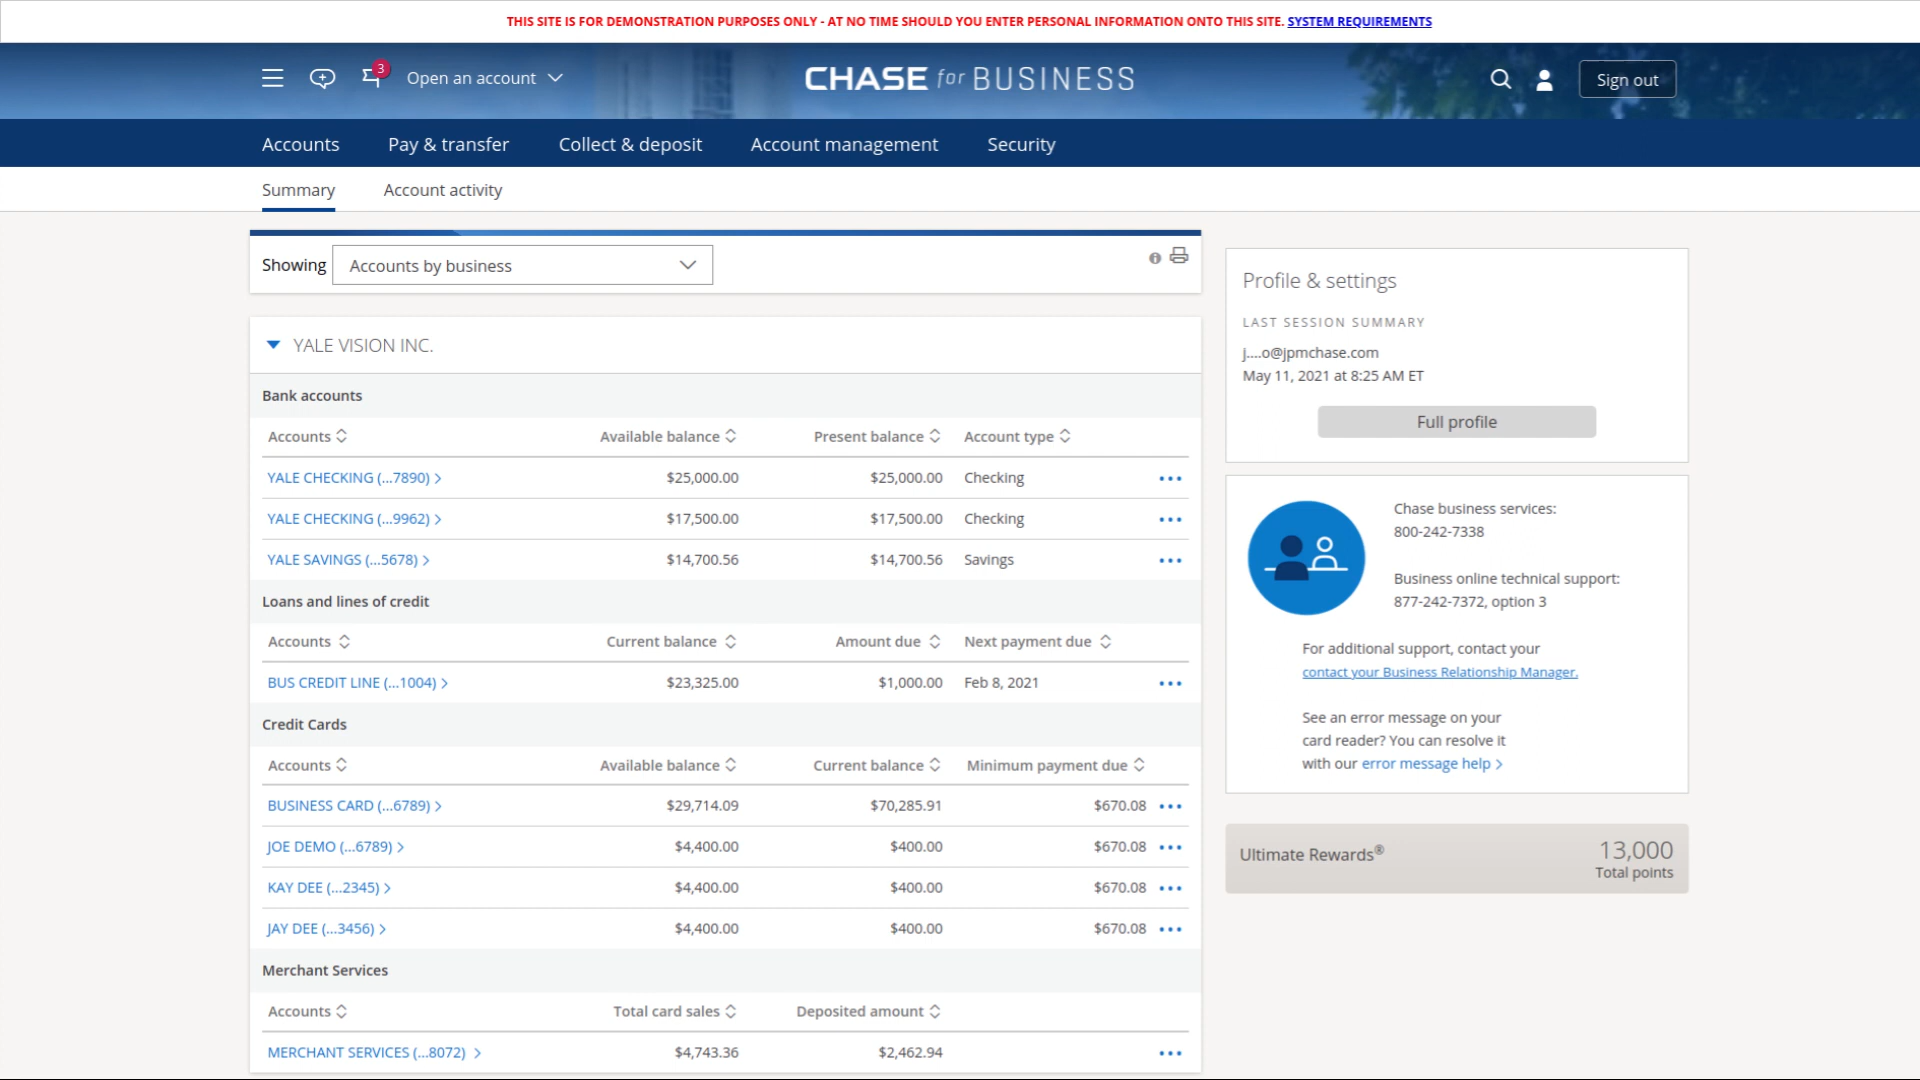 THIS SITE IS FOR DEMONSTRATION PURPOSES ONLY - AT NO TIME SHOULD YOU ENTER PERSONAL INFORMATION ONTO THIS SITE. SYSTEM REQUIREMENTS
3
Open an account
CHASE for BUSINESS
Sign out
Accounts Pay & transfer Collect & deposit Account management Security
Summary Account activity
Showing Accounts by business
YALE VISION INC.
Bank accounts
Accounts Available balance Present balance Account type
YALE CHECKING (...7890) $25,000.00 $25,000.00 Checking
YALE CHECKING (...9962) $17,500.00 $17,500.00 Checking
YALE SAVINGS (...5678) $14,700.56 $14,700.56 Savings
Loans and lines of credit
Accounts Current balance Amount due Next payment due
BUS CREDIT LINE (...1004) $23,325.00 $1,000.00 Feb 8, 2021
Credit Cards
Accounts Available balance Current balance Minimum payment due
BUSINESS CARD (...6789) $29,714.09 $70,285.91 $670.08
JOE DEMO (...6789) $4,400.00 $400.00 $670.08
KAY DEE (...2345) $4,400.00 $400.00 $670.08
JAY DEE (...3456) $4,400.00 $400.00 $670.08
Merchant Services
Accounts Total card sales Deposited amount
MERCHANT SERVICES (...8072) $4,743.36 $2,462.94
Profile & settings
LAST SESSION SUMMARY
j....o@jpmchase.com
May 11, 2021 at 8:25 AM ET
Full profile
Chase business services:
800-242-7338
Business online technical support:
877-242-7372, option 3
For additional support, contact your
contact your Business Relationship Manager.
See an error message on your
card reader? You can resolve it
with our error message help
Ultimate Rewards® 13,000
Total points